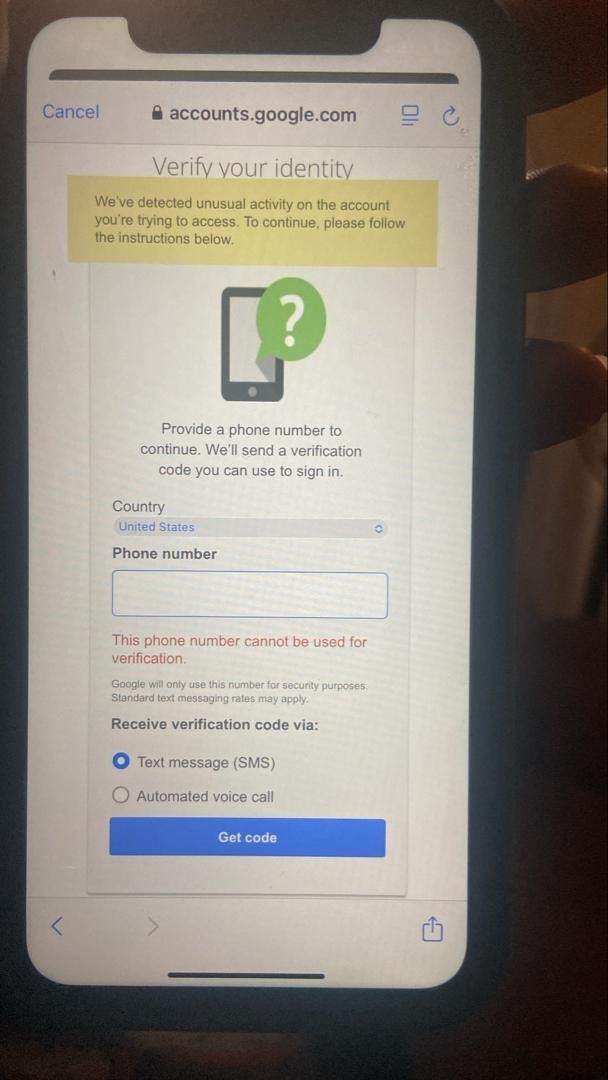 Cancel
accounts.google.com
Verify your identity
We've detected unusual activity on the account
you're trying to access. To continue, please follow
the instructions below.
?
Provide a phone number to
continue. We'll send a verification
code you can use to sign in.
Country
United States
Phone number
This phone number cannot be used for
verification.
Google will only use this number for security purposes.
Standard text messaging rates may apply.
Receive verification code via:
Text message (SMS)
Automated voice call
Get code